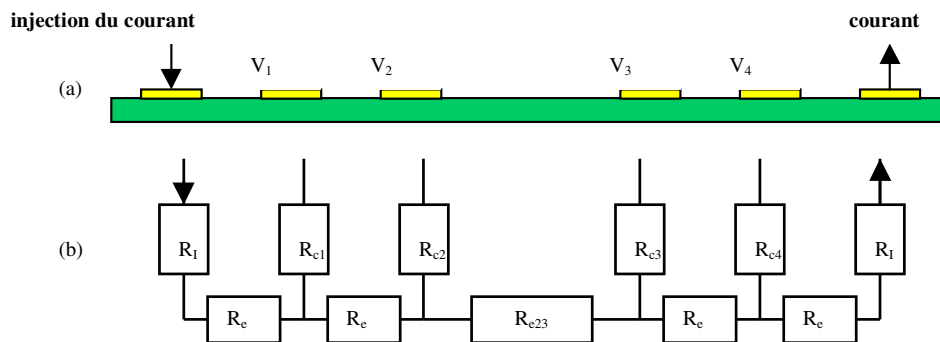 injection du courant courant
V1 V2 V3 V4
(a)
(b) RI Rc1 Rc2 Rc3 Rc4 RI
Re Re Re23 Re Re